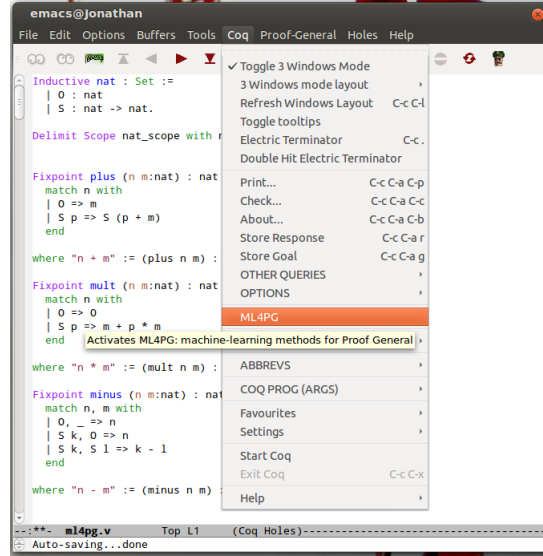 emacs@Jonathan
File Edit Options Buffers Tools Coq Proof-General Holes Help
Inductive nat : Set :=
| O : nat
| S : nat -> nat.
Delimit Scope nat_scope with
Fixpoint plus (n m:nat) : nat
match n with
| O => m
| S p => S (p + m)
end
where "n + m" := (plus n m) :
Fixpoint mult (n m:nat) : nat
match n with
| O => O
| S p => m + p * m
end
where "n * m" := (mult n m) :
Fixpoint minus (n m:nat) : nat
match n, m with
| O, _ => n
| S k, O => n
| S k, S l => k - l
end
where "n - m" := (minus n m) :
✓ Toggle 3 Windows Mode
3 Windows mode layout
Refresh Windows Layout C-c C-l
Toggle tooltips
Electric Terminator C-c .
Double Hit Electric Terminator
Print... C-c C-a C-p
Check... C-c C-a C-c
About... C-c C-a C-b
Store Response C-c C-a r
Store Goal C-c C-a g
OTHER QUERIES
OPTIONS
ML4PG
Activates ML4PG: machine-learning methods for Proof General
ABBREVS
COQ PROG (ARGS)
Favourites
Settings
Start Coq
Exit Coq C-c C-x
Help
--:**- ml4pg.v Top L1 (Coq Holes)----------------------------------
Auto-saving...done